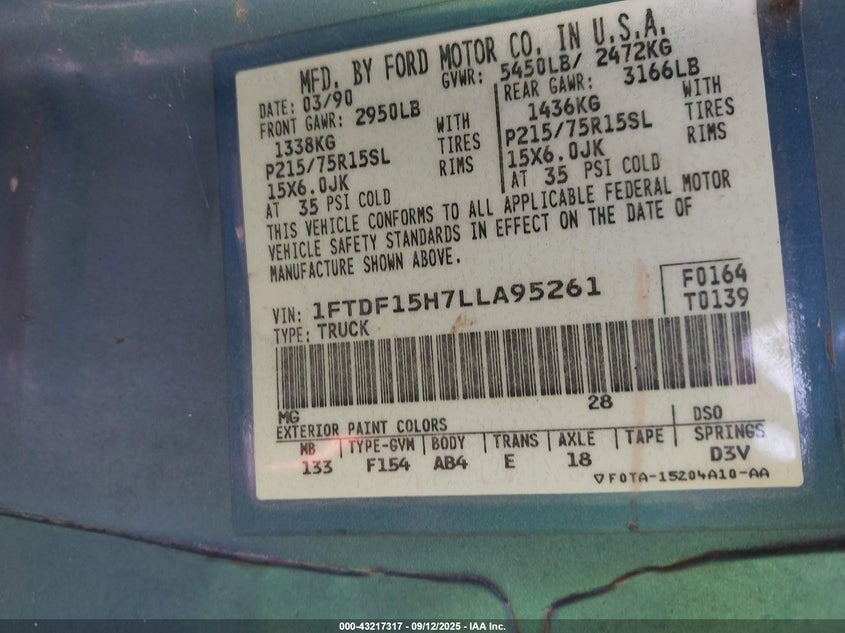 MFD. BY FORD MOTOR CO. IN U.S.A.
DATE: 03/90 GVWR: 5450LB/ 2472KG
FRONT GAWR: 2950LB REAR GAWR: 3166LB
1338KG WITH 1436KG WITH
P215/75R15SL TIRES P215/75R15SL TIRES
15X6.0JK RIMS 15X6.0JK RIMS
AT 35 PSI COLD AT 35 PSI COLD
THIS VEHICLE CONFORMS TO ALL APPLICABLE FEDERAL MOTOR
VEHICLE SAFETY STANDARDS IN EFFECT ON THE DATE OF
MANUFACTURE SHOWN ABOVE.
VIN: 1FTDF15H7LLA95261 F0164
TYPE: TRUCK T0139
MG 28
EXTERIOR PAINT COLORS DSO
WB TYPE-GVW BODY TRANS AXLE TAPE SPRINGS
133 F154 AB4 E 18 D3V
▽F0TA-15204A10-AA
000-43217317 - 09/12/2025 - IAA Inc.